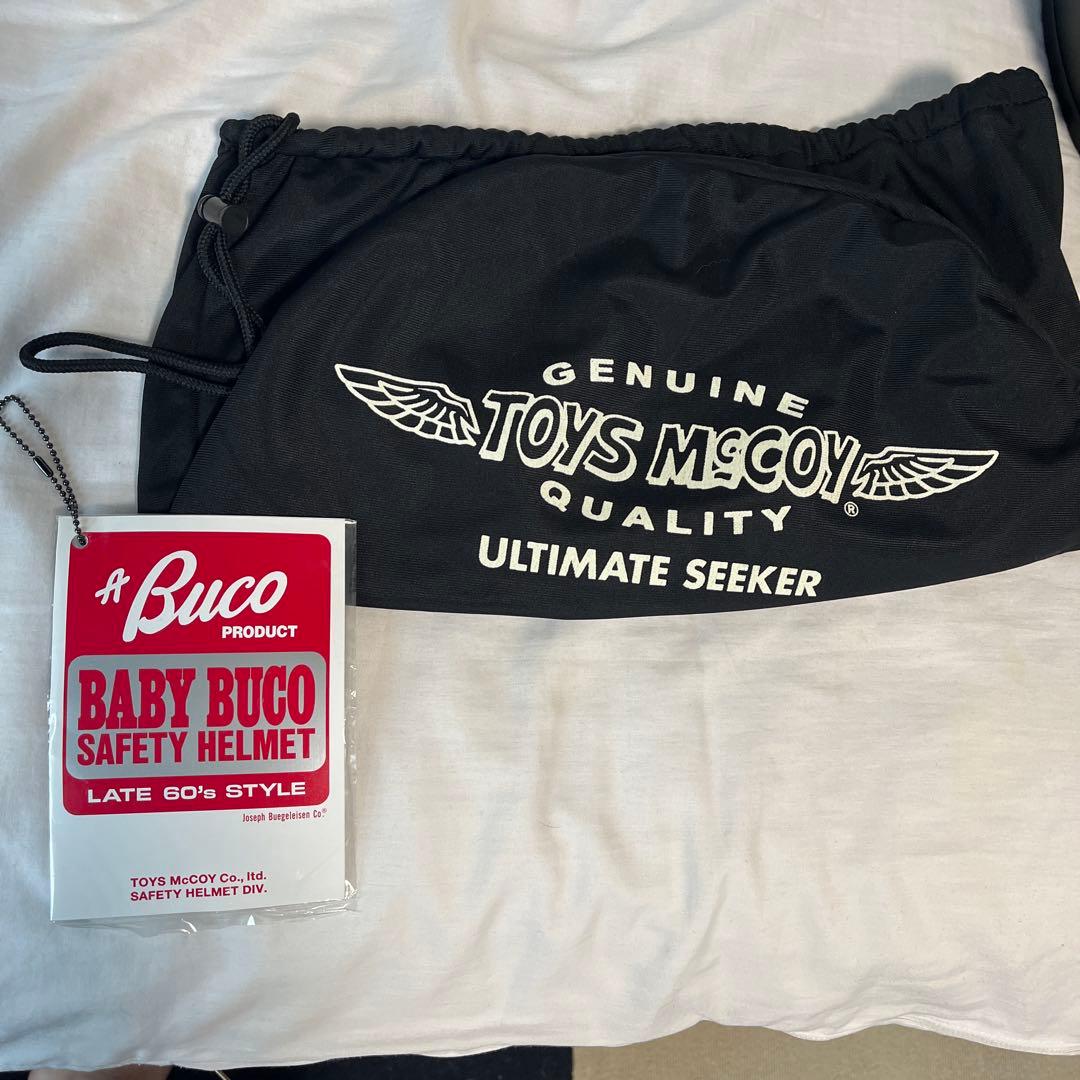 GENUINE
TOYS McCOY
QUALITY ®
ULTIMATE SEEKER
A Buco
PRODUCT
BABY BUCO
SAFETY HELMET
LATE 60's STYLE
Joseph Buegeleisen Co.®
TOYS McCOY Co., ltd.
SAFETY HELMET DIV.